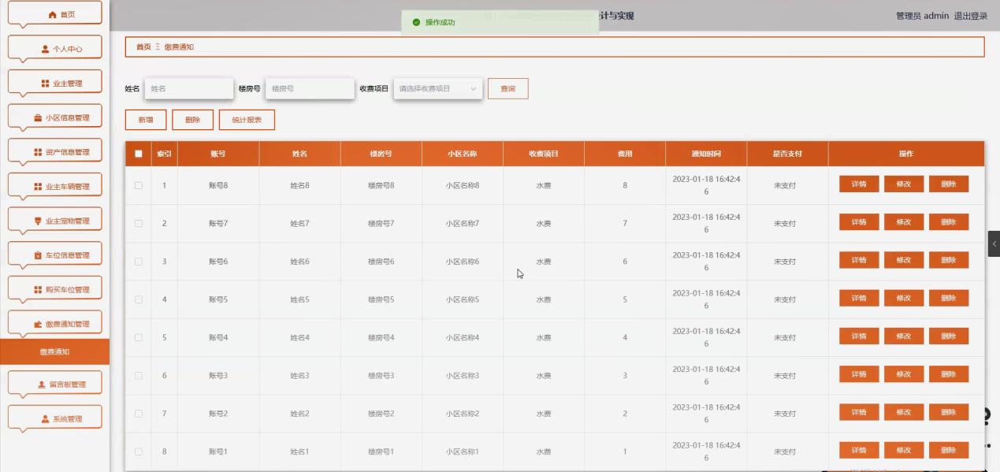 首页
个人中心
业主管理
小区信息管理
资产信息管理
业主车辆管理
业主宠物管理
车位信息管理
购买车位管理
缴费通知管理
缴费通知
留言板管理
系统管理
操作成功
计与实现
管理员 admin 退出登录
首页 Ξ 缴费通知
姓名 姓名 楼房号 楼房号 收费项目 请选择收费项目 查询
新增 删除 统计报表
索引 账号 姓名 楼房号 小区名称 收费项目 费用 通知时间 是否支付 操作
1 账号8 姓名8 楼房号8 小区名称8 水费 8 2023-01-18 16:42:4
6 未支付 详情 修改 删除
2 账号7 姓名7 楼房号7 小区名称7 水费 7 2023-01-18 16:42:4
6 未支付 详情 修改 删除
3 账号6 姓名6 楼房号6 小区名称6 水费 6 2023-01-18 16:42:4
6 未支付 详情 修改 删除
4 账号5 姓名5 楼房号5 小区名称5 水费 5 2023-01-18 16:42:4
6 未支付 详情 修改 删除
5 账号4 姓名4 楼房号4 小区名称4 水费 4 2023-01-18 16:42:4
6 未支付 详情 修改 删除
6 账号3 姓名3 楼房号3 小区名称3 水费 3 2023-01-18 16:42:4
6 未支付 详情 修改 删除
7 账号2 姓名2 楼房号2 小区名称2 水费 2 2023-01-18 16:42:4
6 未支付 详情 修改 删除
8 账号1 姓名1 楼房号1 小区名称1 水费 1 2023-01-18 16:42:4
6 未支付 详情 修改 删除